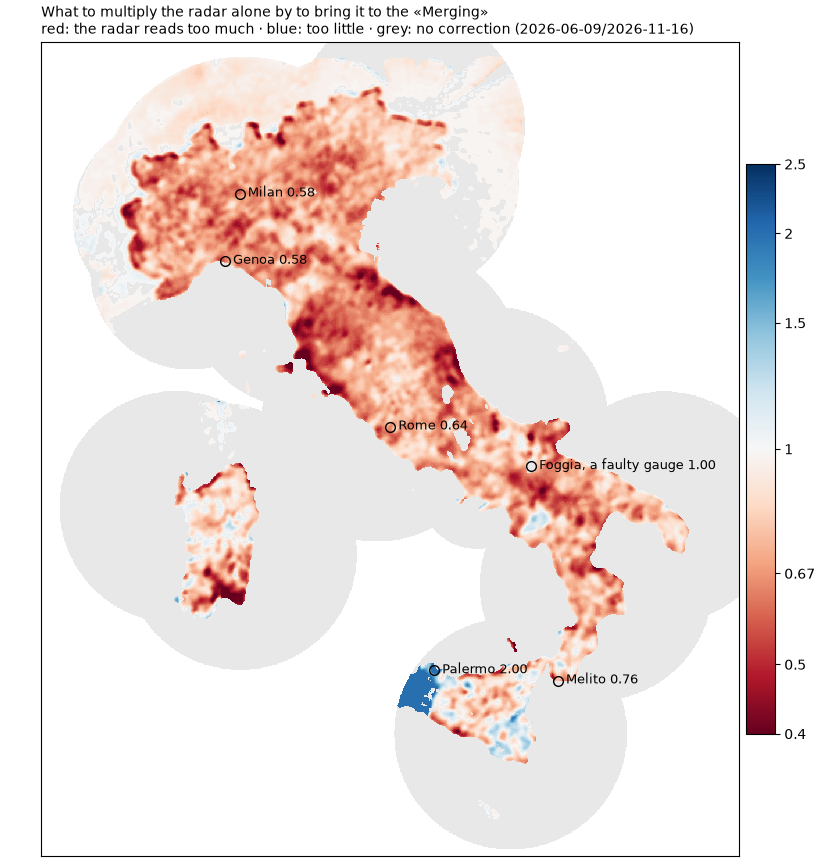 What to multiply the radar alone by to bring it to the «Merging»
red: the radar reads too much · blue: too little · grey: no correction (2026-06-09/2026-11-16)
2.5
2
Milan 0.58
Genoa 0.58
1.5
Rome 0.64
1
Foggia, a faulty gauge 1.00
0.67
Palermo 2.00
0.5
Melito 0.76
0.4